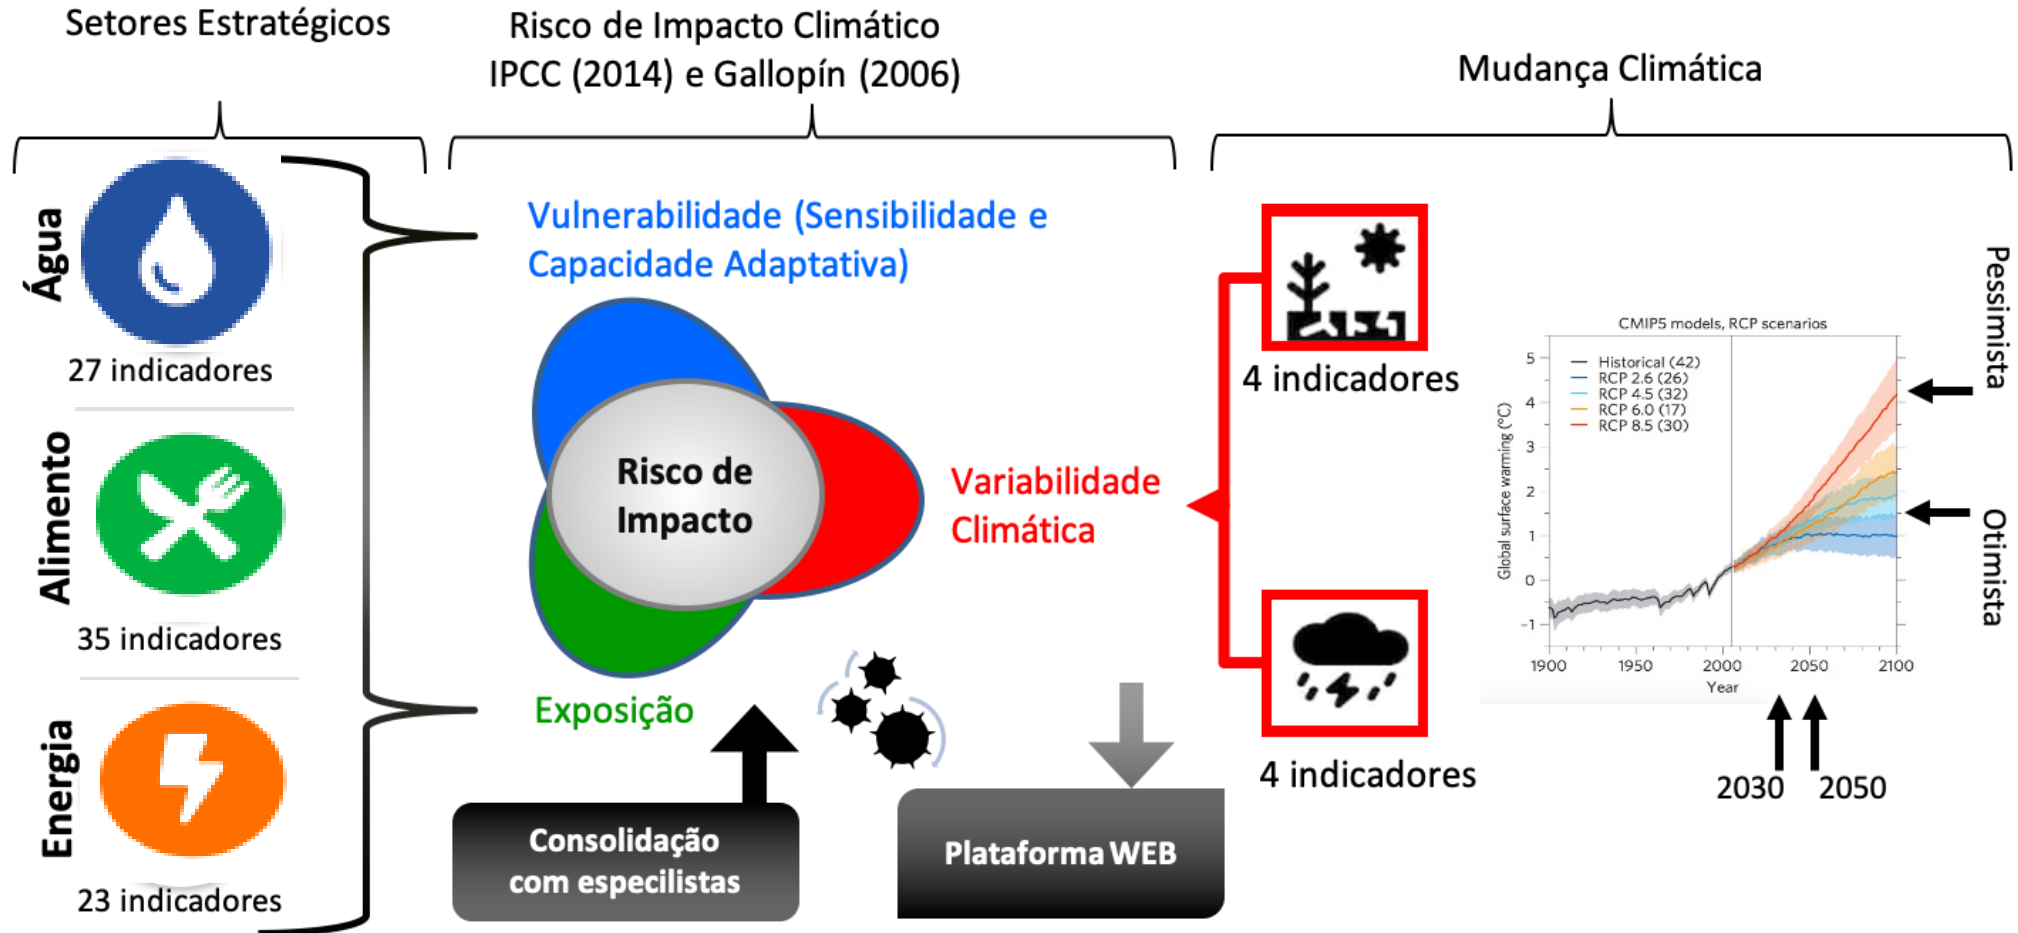 Setores Estratégicos
Risco de Impacto Climático
IPCC (2014) e Gallopín (2006)
Mudança Climática
Água
27 indicadores
Alimento
35 indicadores
Energia
23 indicadores
Vulnerabilidade (Sensibilidade e
Capacidade Adaptativa)
Risco de
Impacto
Variabilidade
Climática
Exposição
Consolidação
com especilistas
Plataforma WEB
4 indicadores
4 indicadores
CMIP5 models, RCP scenarios
Historical (42)
RCP 2.6 (26)
RCP 4.5 (32)
RCP 6.0 (17)
RCP 8.5 (30)
Global surface warming (°C)
5
4
3
2
1
0
−1
1900
1950
2000
2050
2100
Year
Pessimista
Otimista
2030
2050